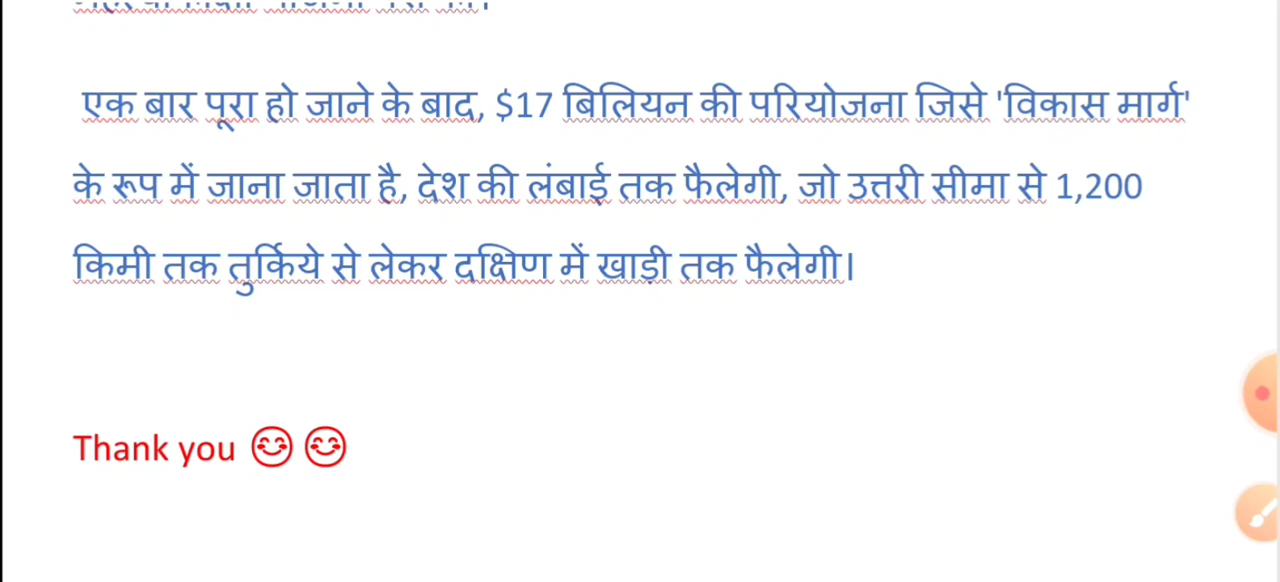 एक बार पूरा हो जाने के बाद, $17 बिलियन की परियोजना जिसे 'विकास मार्ग'
के रूप में जाना जाता है, देश की लंबाई तक फैलेगी, जो उत्तरी सीमा से 1,200
किमी तक तुर्किये से लेकर दक्षिण में खाड़ी तक फैलेगी।
Thank you 😊 😊